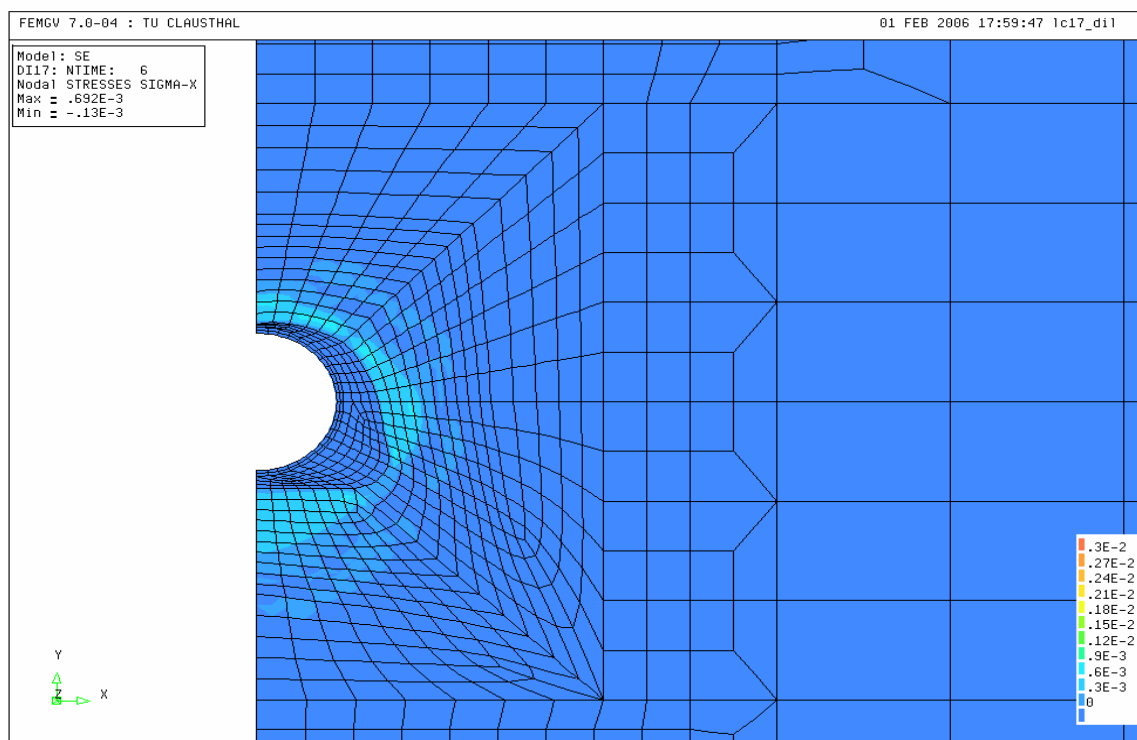 FEMGV 7.0-04 : TU CLAUSTHAL
01 FEB 2006 17:59:47 lc17_dil
Model: SE
DI17: NTIME: 6
Nodal STRESSES SIGMA-X
Max = .692E-3
Min = -.13E-3
.3E-2
.27E-2
.24E-2
.21E-2
.18E-2
.15E-2
.12E-2
.9E-3
.6E-3
.3E-3
0
Y
Z X